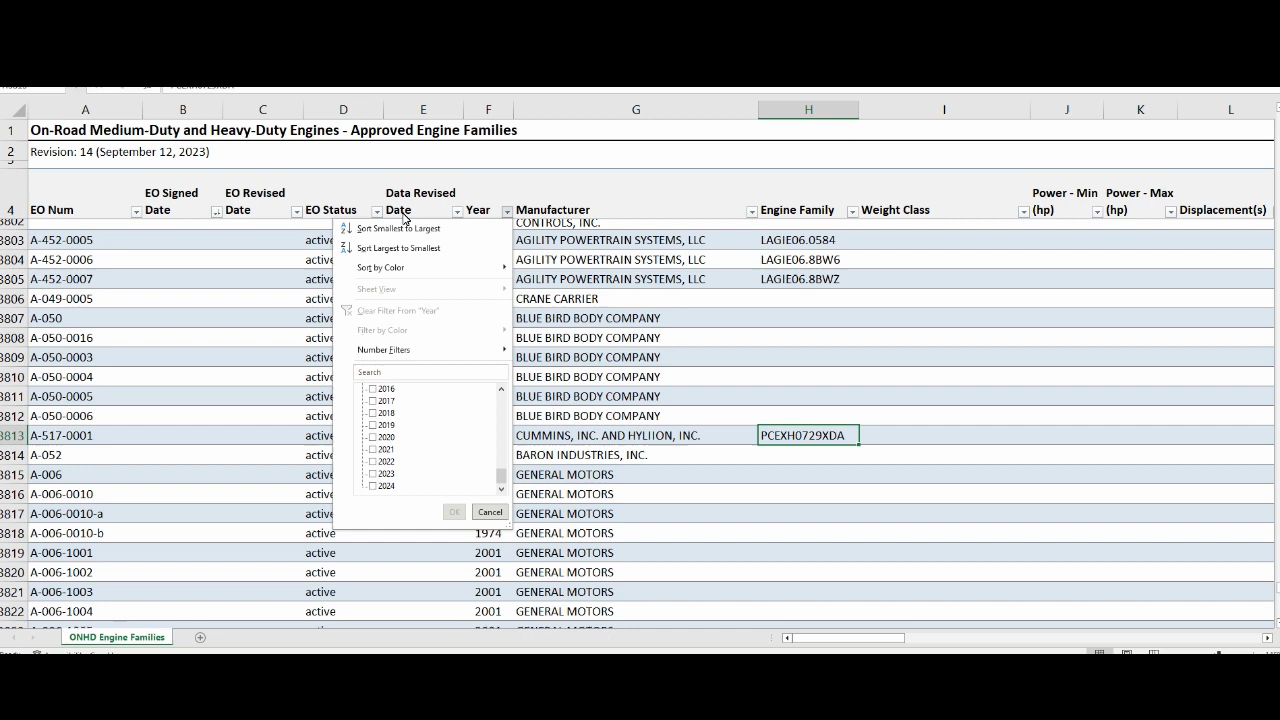 A B C D E F G H I J K L
1 On-Road Medium-Duty and Heavy-Duty Engines - Approved Engine Families
2 Revision: 14 (September 12, 2023)
EO Signed EO Revised Data Revised Power - Min Power - Max
4 EO Num Date Date EO Status Date Year Manufacturer Engine Family Weight Class (hp) (hp) Displacement(s)
3802 CONTROLS, INC.
3803 A-452-0005 active AGILITY POWERTRAIN SYSTEMS, LLC LAGIE06.0584
3804 A-452-0006 active AGILITY POWERTRAIN SYSTEMS, LLC LAGIE06.8BW6
3805 A-452-0007 active AGILITY POWERTRAIN SYSTEMS, LLC LAGIE06.8BWZ
3806 A-049-0005 active CRANE CARRIER
3807 A-050 active BLUE BIRD BODY COMPANY
3808 A-050-0016 active BLUE BIRD BODY COMPANY
3809 A-050-0003 active BLUE BIRD BODY COMPANY
3810 A-050-0004 active BLUE BIRD BODY COMPANY
3811 A-050-0005 active BLUE BIRD BODY COMPANY
3812 A-050-0006 active BLUE BIRD BODY COMPANY
3813 A-517-0001 active CUMMINS, INC. AND HYLIION, INC. PCEXH0729XDA
3814 A-052 active BARON INDUSTRIES, INC.
3815 A-006 active GENERAL MOTORS
3816 A-006-0010 active GENERAL MOTORS
3817 A-006-0010-a active GENERAL MOTORS
3818 A-006-0010-b active 1974 GENERAL MOTORS
3819 A-006-1001 active 2001 GENERAL MOTORS
3820 A-006-1002 active 2001 GENERAL MOTORS
3821 A-006-1003 active 2001 GENERAL MOTORS
3822 A-006-1004 active 2001 GENERAL MOTORS
Sort Smallest to Largest
Sort Largest to Smallest
Sort by Color
Sheet View
Clear Filter From "Year"
Filter by Color
Number Filters
Search
2016
2017
2018
2019
2020
2021
2022
2023
2024
OK Cancel
ONHD Engine Families